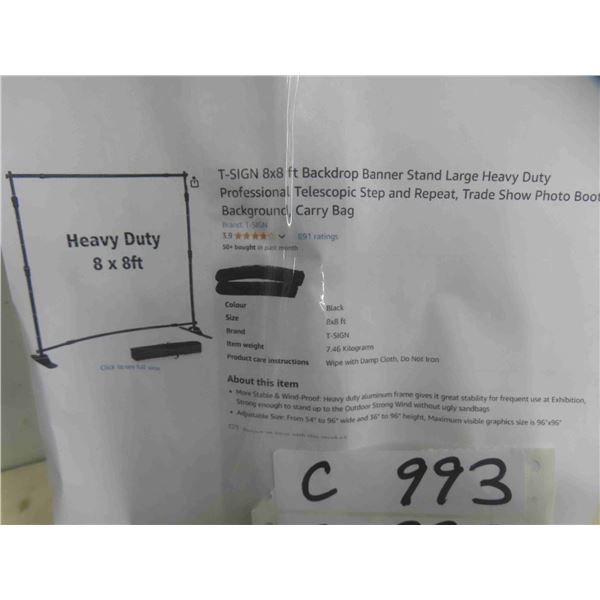 T-SIGN 8x8 ft Backdrop Banner Stand Large Heavy Duty
Professional Telescopic Step and Repeat, Trade Show Photo Boot
Background, Carry Bag
Brand: T-SIGN
3.9 891 ratings
50+ bought in past month
Heavy Duty
8 x 8ft
Click to see full view
Colour Black
Size 8x8 ft
Brand T-SIGN
Item weight 7.46 Kilograms
Product care instructions Wipe with Damp Cloth, Do Not Iron
About this item
• More Stable & Wind-Proof: Heavy duty aluminum frame gives it great stability for frequent use at Exhibition,
Strong enough to stand up to the Outdoor Strong Wind without ugly sandbags
• Adjustable Size: From 54" to 96" wide and 36" to 96" height, Maximum visible graphics size is 96"x96"
C 993